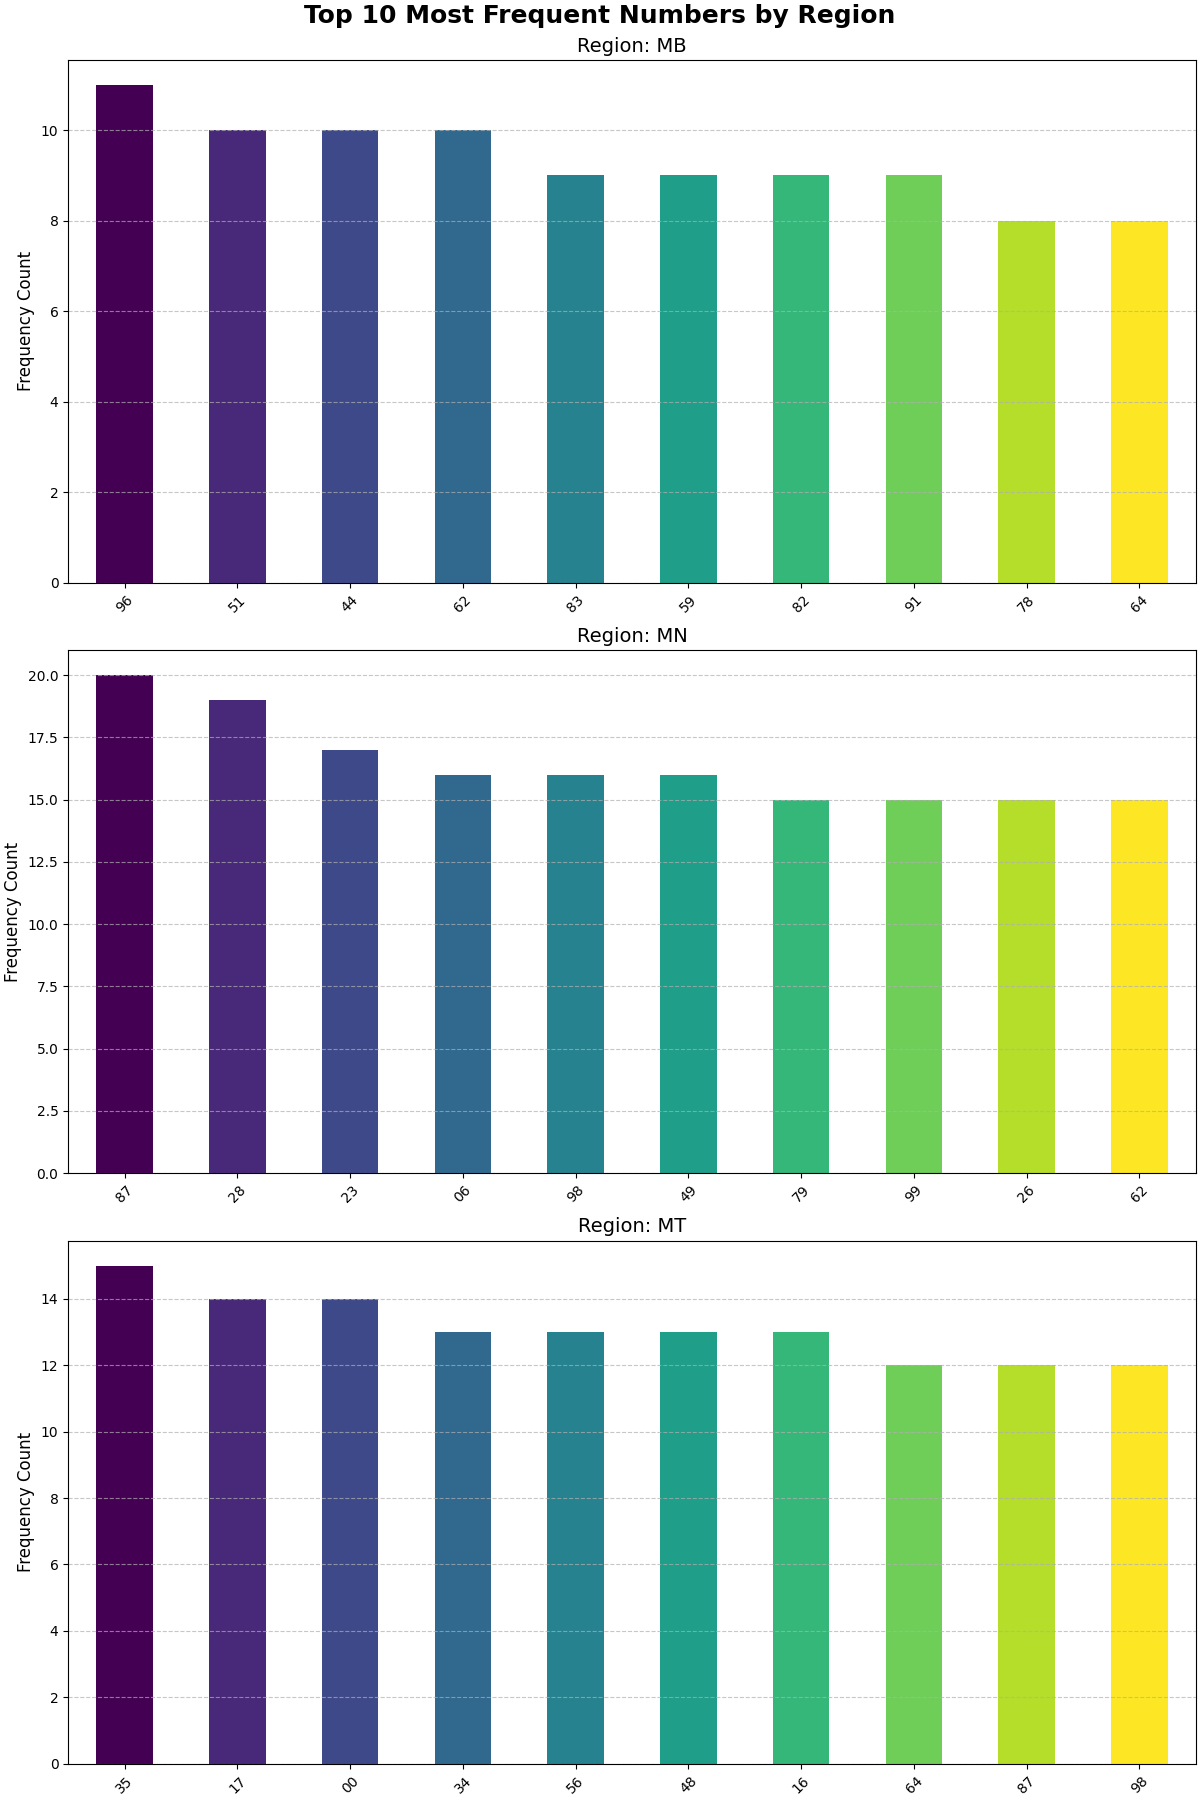 Top 10 Most Frequent Numbers by Region
Region: MB
Frequency Count
10
8
6
4
2
0
96 51 44 62 83 59 82 91 78 64
Region: MN
Frequency Count
20.0
17.5
15.0
12.5
10.0
7.5
5.0
2.5
0.0
87 28 23 06 98 49 79 99 26 62
Region: MT
Frequency Count
14
12
10
8
6
4
2
0
35 17 00 34 56 48 16 64 87 98